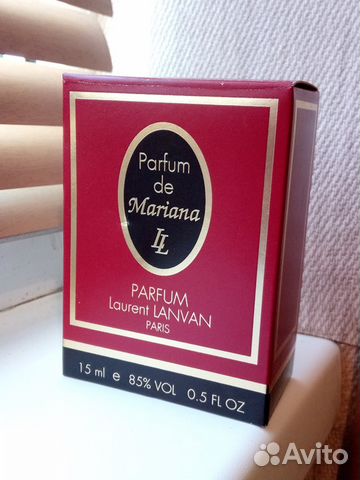 Parfum
de
Mariana
LL
PARFUM
Laurent LANVAN
PARIS
15 ml e 85% VOL 0.5 FL OZ
Avito